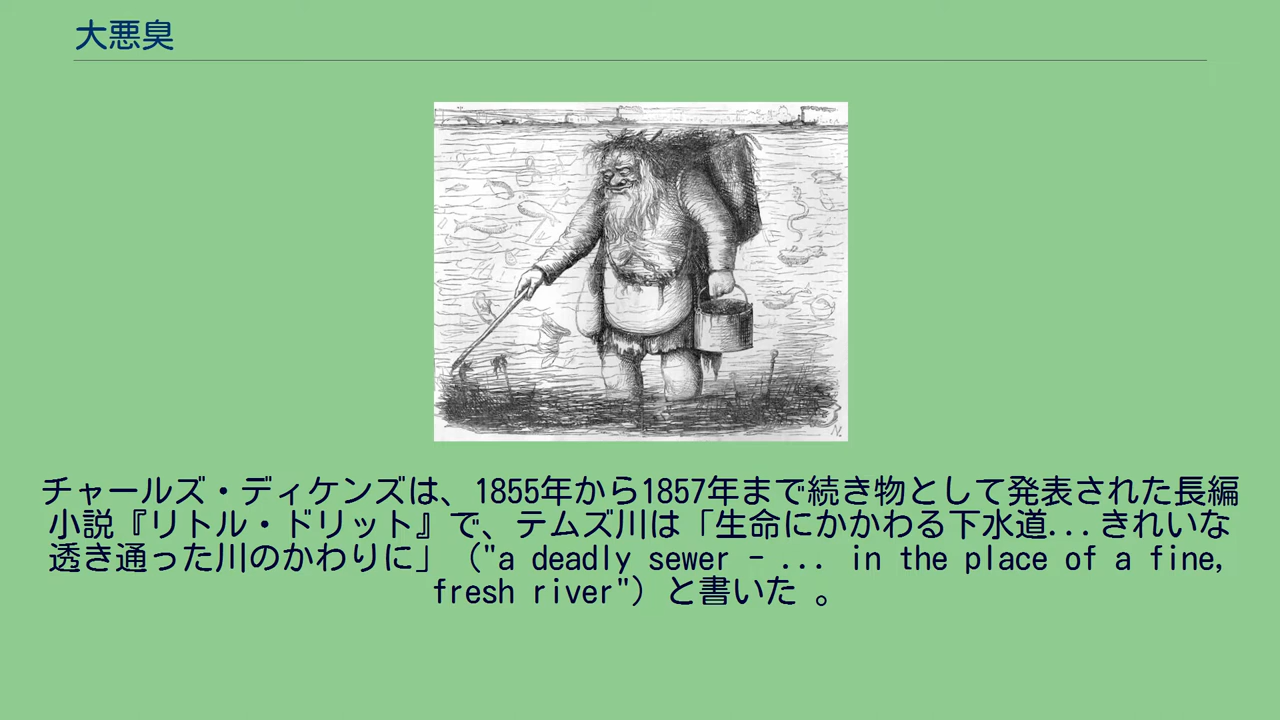 大悪臭
チャールズ・ディケンズは、1855年から1857年まで続き物として発表された長編
小説『リトル・ドリット』で、テムズ川は「生命にかかわる下水道...きれいな
透き通った川のかわりに」（"a deadly sewer - ... in the place of a fine,
fresh river"）と書いた 。